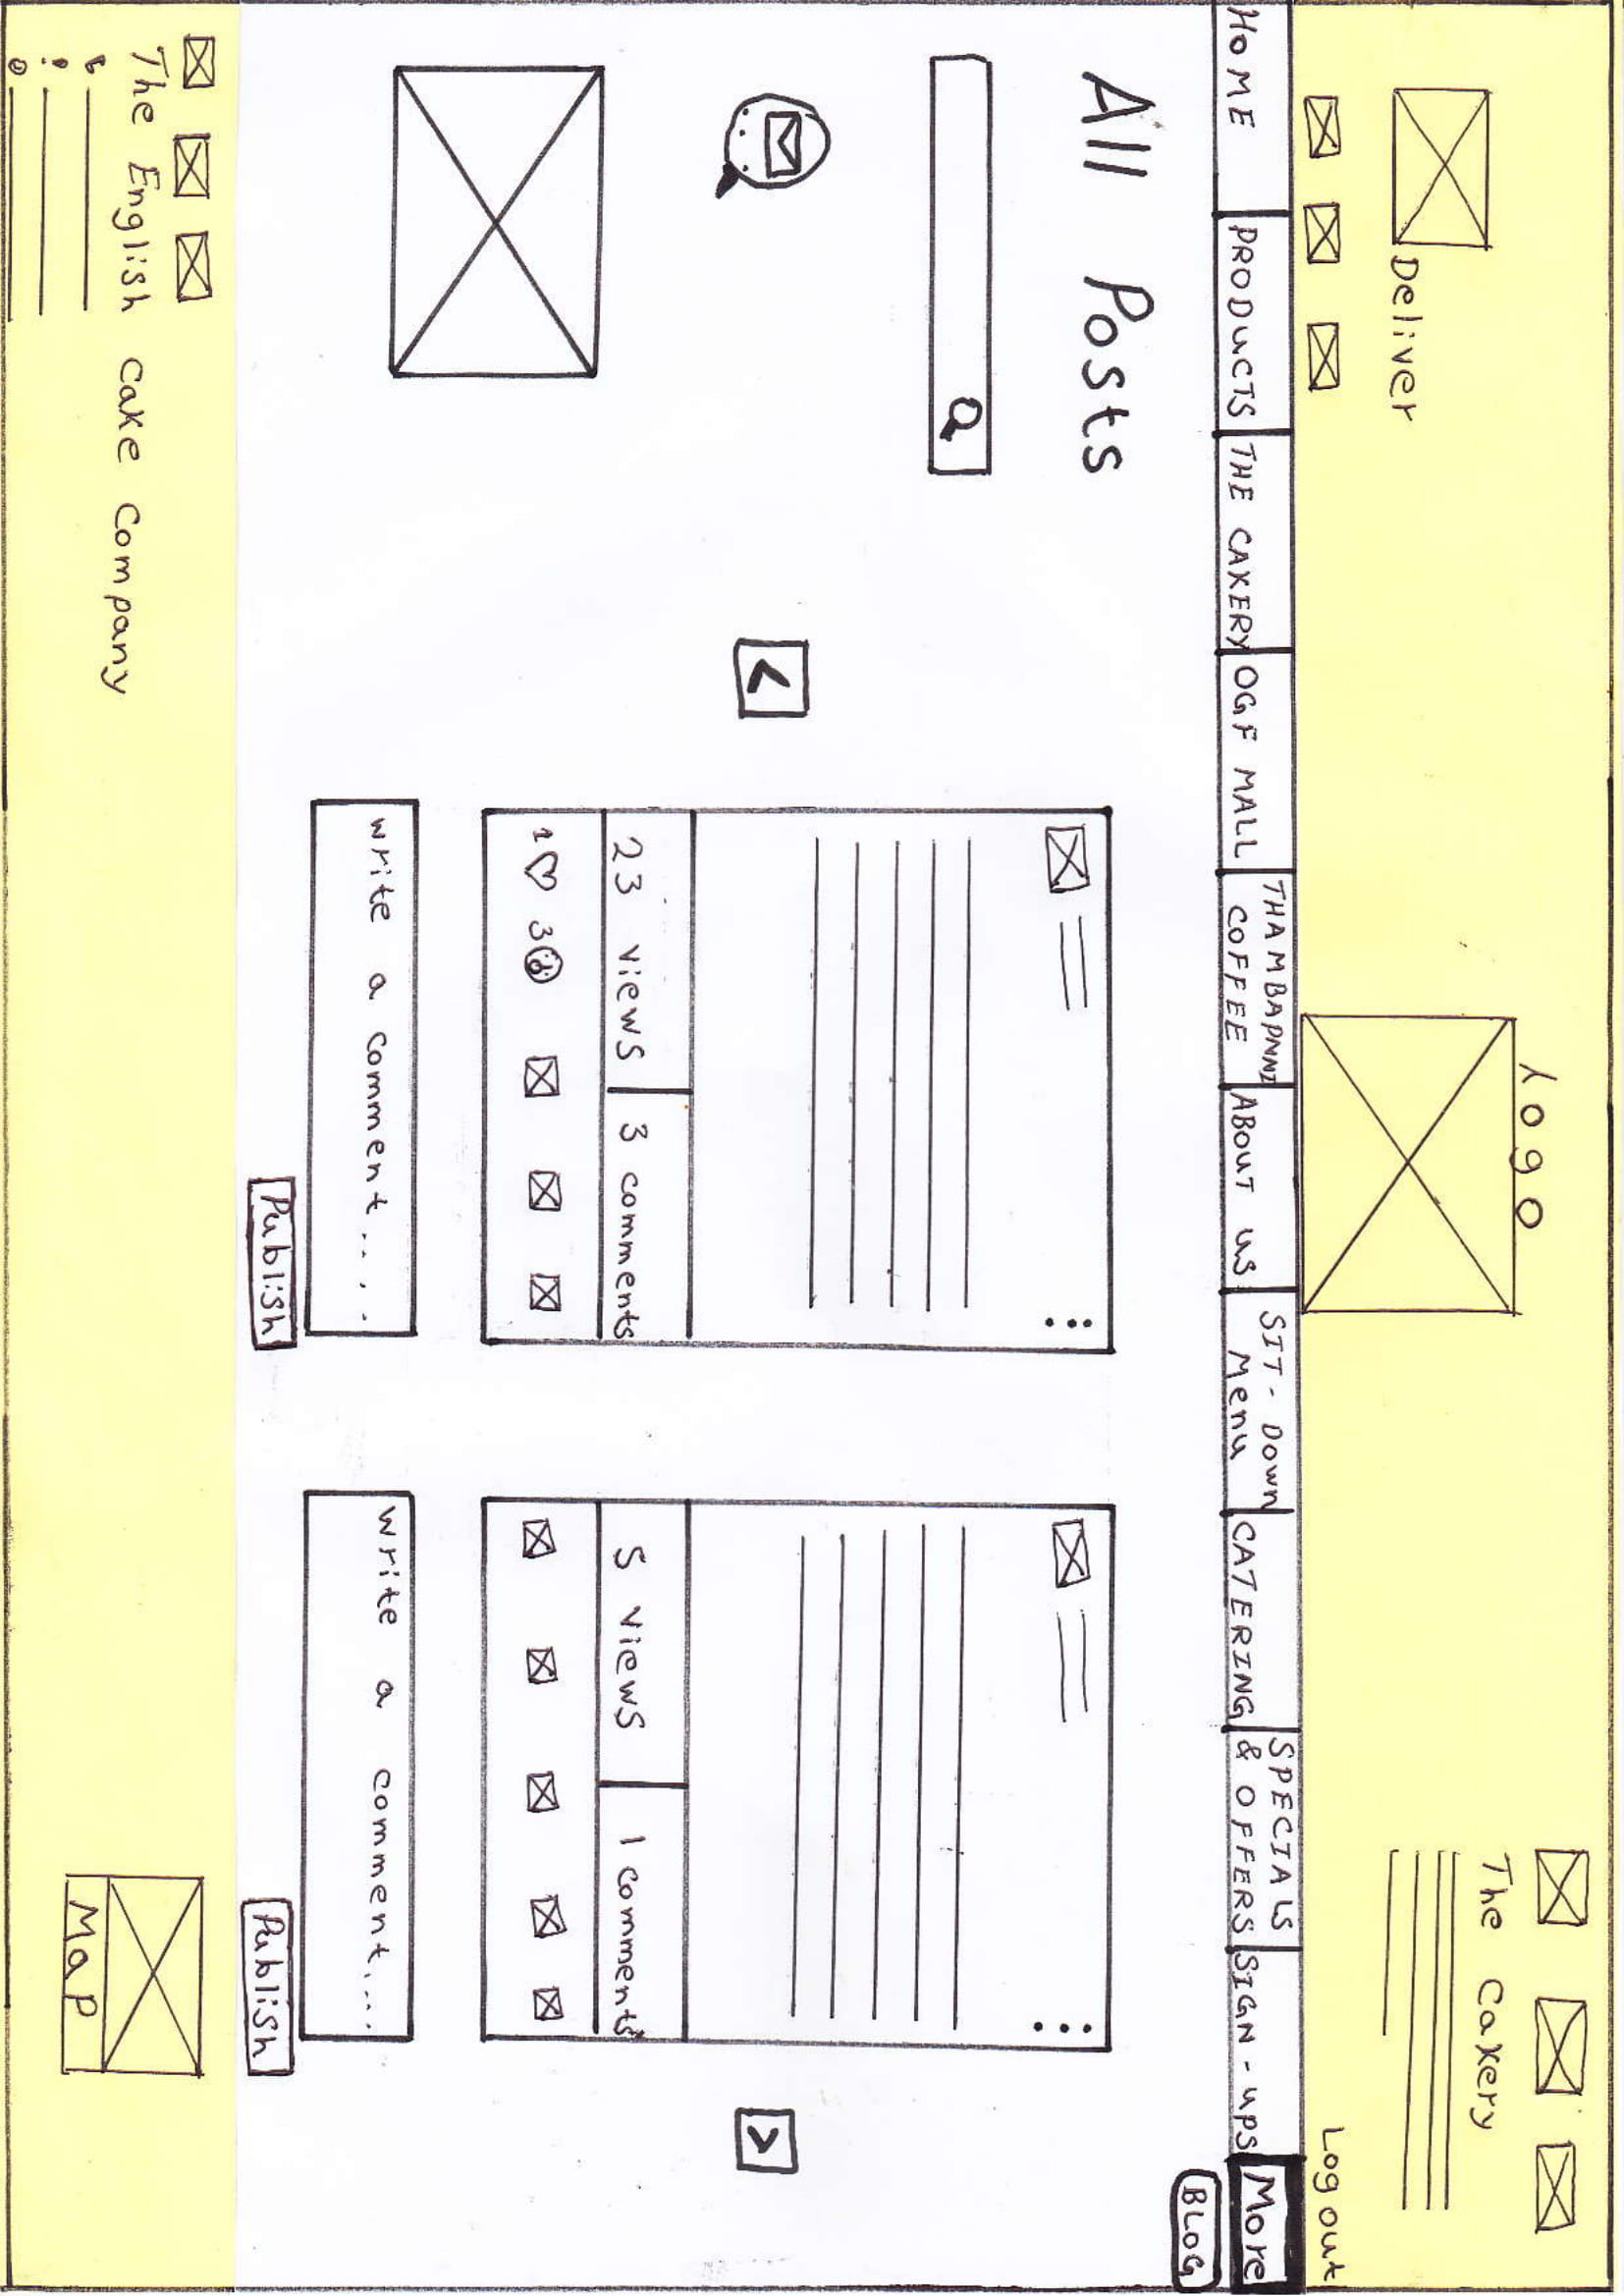 logo
The Cakery
Deliver
Log out
HOME
PRODUCTS
THE CAKERY
OGF MALL
THAMBAPNNI
COFFEE
ABOUT US
SIT-Down
Menu
CATERING
SPECIALS
& OFFERS
SIGN-UPS
More
BLOG
All Posts
<
23 views
3 comments
1
3
write a comment.....
Publish
5 views
1 comments
write a comment....
Publish
>
The English cake company
MaP